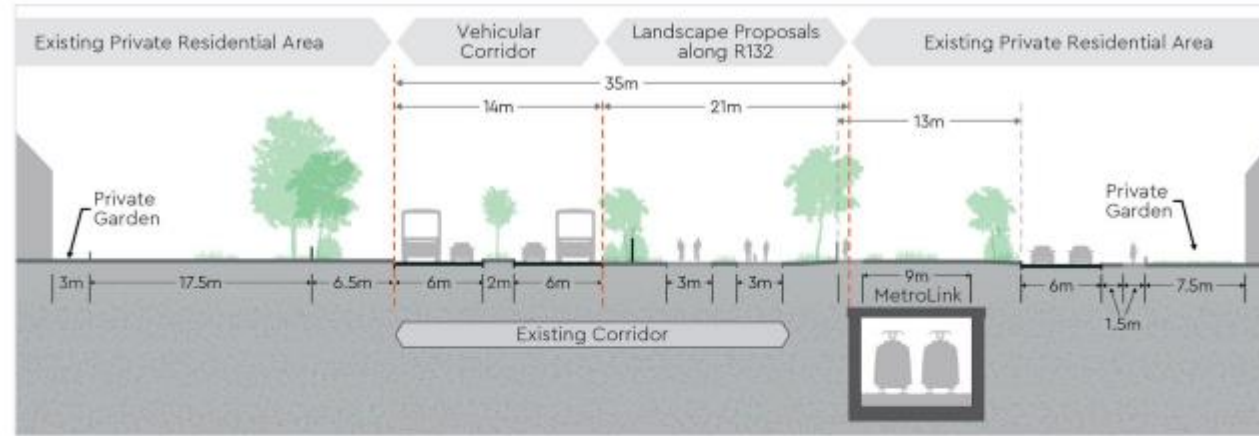 Existing Private Residential Area
Vehicular
Corridor
Landscape Proposals
along R132
Existing Private Residential Area
35m
14m
21m
13m
Private
Garden
Private
Garden
3m
17.5m
6.5m
6m
2m
6m
3m
3m
9m
MetroLink
6m
1.5m
7.5m
Existing Corridor